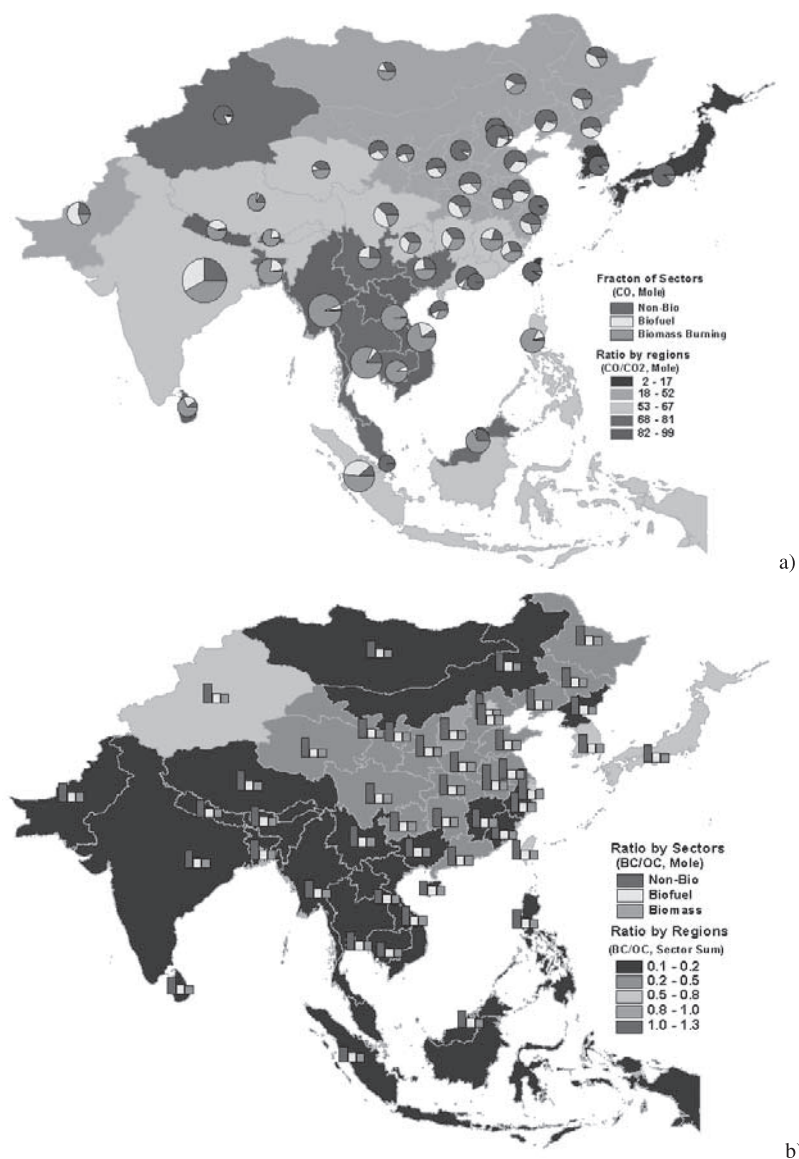 Fracton of Sectors
(CO, Mole)
Non-Bio
Biofuel
Biomass Burning
Ratio by regions
(CO/CO2, Mole)
2 - 17
18 - 52
53 - 67
68 - 81
82 - 99
a)
Ratio by Sectors
(BC/OC, Mole)
Non-Bio
Biofuel
Biomass
Ratio by Regions
(BC/OC, Sector Sum)
0.1 - 0.2
0.2 - 0.5
0.5 - 0.8
0.8 - 1.0
1.0 - 1.3
b)